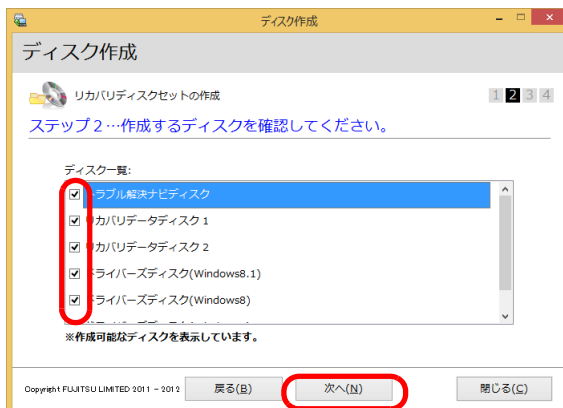 ディスク作成
ディスク作成
リカバリディスクセットの作成
1 2 3 4
ステップ2…作成するディスクを確認してください。
ディスク一覧:
トラブル解決ナビディスク
リカバリデータディスク 1
リカバリデータディスク 2
ドライバーズディスク(Windows8.1)
ドライバーズディスク(Windows8)
※作成可能なディスクを表示しています。
Copyright FUJITSU LIMITED 2011 - 2012
戻る(B)
次へ(N)
閉じる(C)